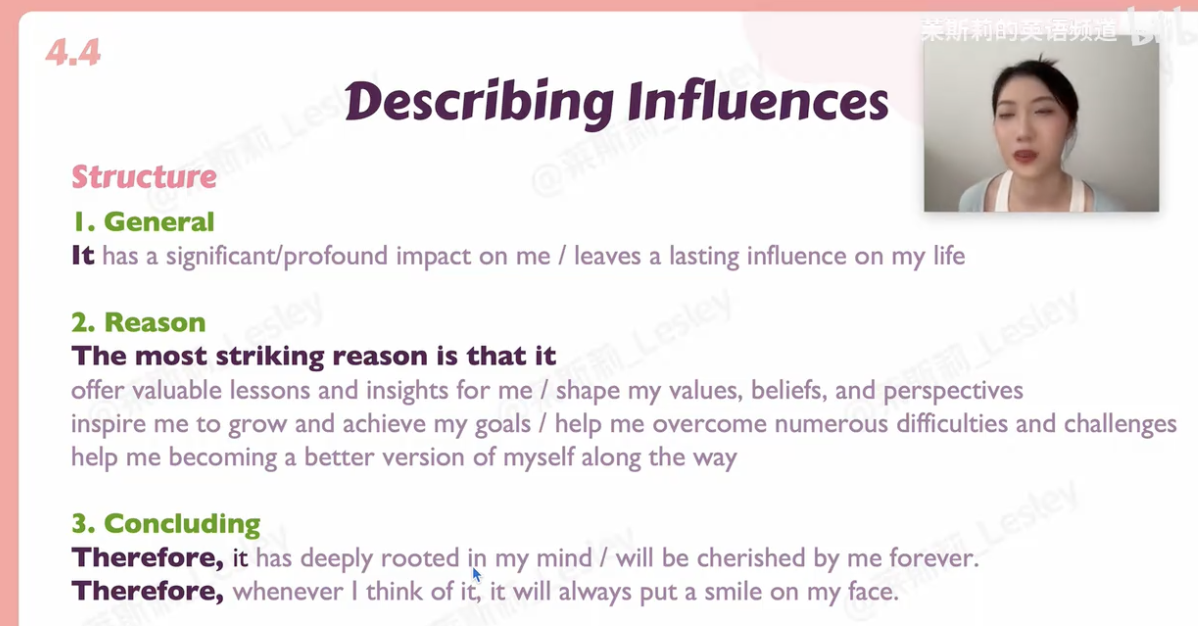 莱斯莉的英语频道 bilibili
4.4
Describing Influences
Structure
1. General
It has a significant/profound impact on me / leaves a lasting influence on my life
2. Reason
The most striking reason is that it
offer valuable lessons and insights for me / shape my values, beliefs, and perspectives
inspire me to grow and achieve my goals / help me overcome numerous difficulties and challenges
help me becoming a better version of myself along the way
3. Concluding
Therefore, it has deeply rooted in my mind / will be cherished by me forever.
Therefore, whenever I think of it, it will always put a smile on my face.
@莱斯莉_Lesley